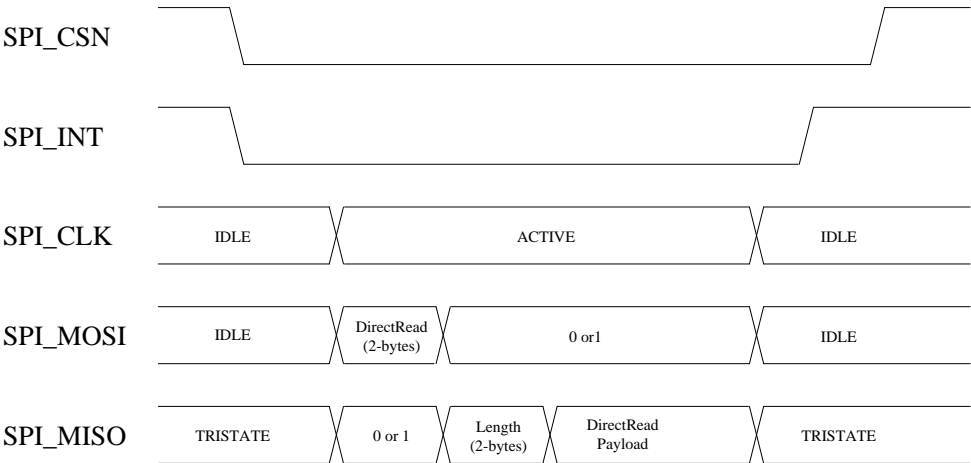 SPI_CSN
SPI_INT
SPI_CLK IDLE ACTIVE IDLE
SPI_MOSI IDLE DirectRead (2-bytes) 0 or1 IDLE
SPI_MISO TRISTATE 0 or 1 Length (2-bytes) DirectRead Payload TRISTATE